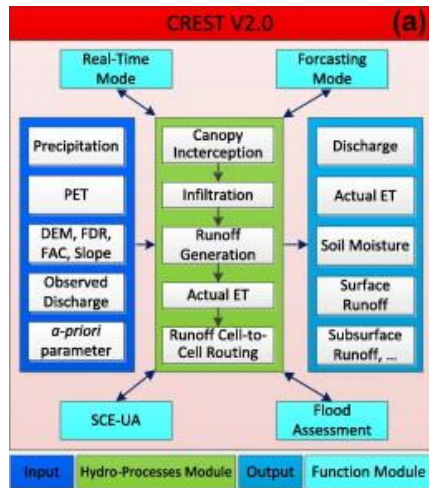 CREST V2.0
(a)
Real-Time
Mode
Forcasting
Mode
Precipitation
PET
DEM, FDR,
FAC, Slope
Observed
Discharge
a-priori
parameter
Canopy
Incterception
Infiltration
Runoff
Generation
Actual ET
Runoff Cell-to-
Cell Routing
Discharge
Actual ET
Soil Moisture
Surface
Runoff
Subsurface
Runoff, ...
SCE-UA
Flood
Assessment
Input
Hydro-Processes Module
Output
Function Module